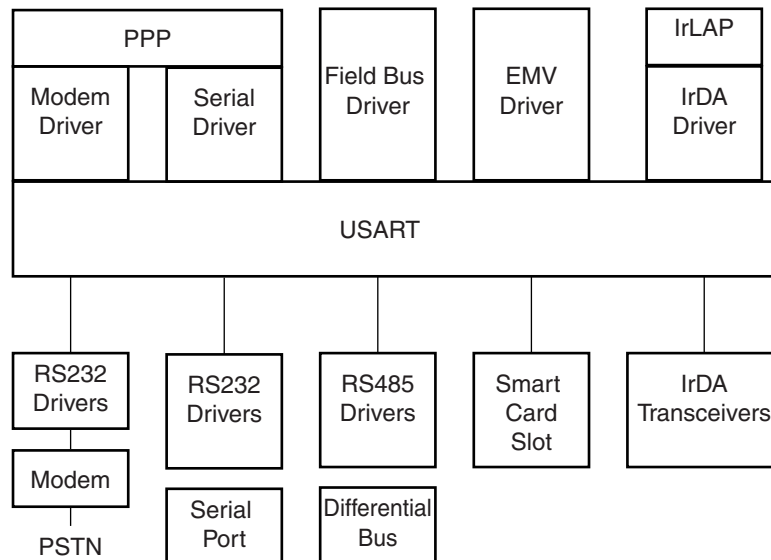 PPP
IrLAP
Modem
Driver
Serial
Driver
Field Bus
Driver
EMV
Driver
IrDA
Driver
USART
RS232
Drivers
RS232
Drivers
RS485
Drivers
Smart
Card
Slot
IrDA
Transceivers
Modem
PSTN
Serial
Port
Differential
Bus